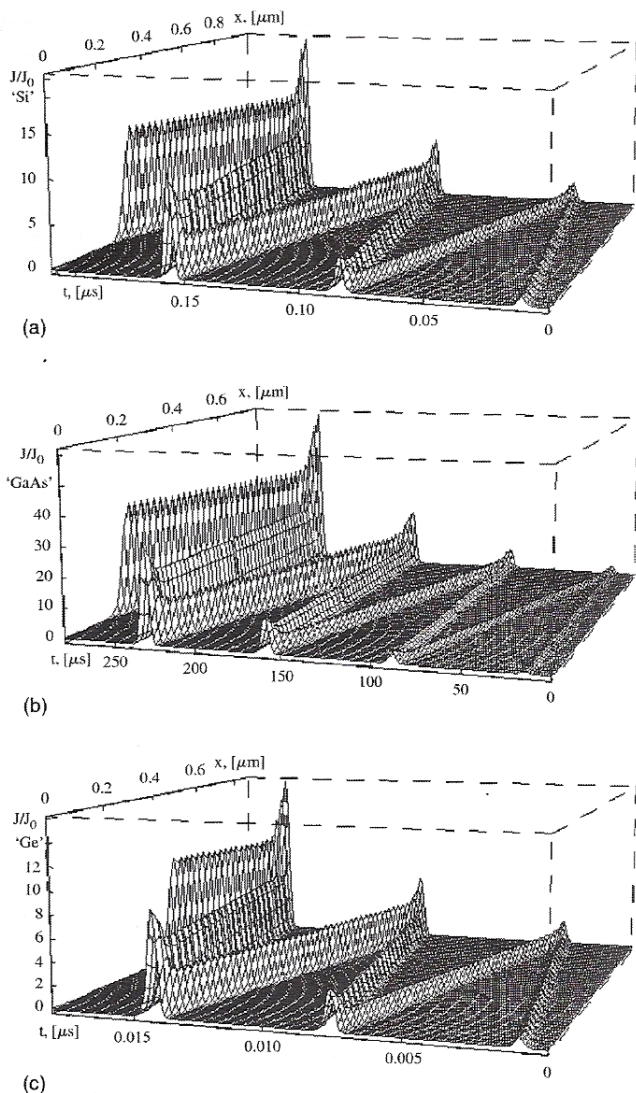 0 0.2 0.4 0.6 0.8 x, [μm]
J/J0
'Si'
15
10
5
0
t, [μs] 0.15 0.10 0.05 0
(a)
0 0.2 0.4 0.6 x, [μm]
J/J0
'GaAs'
40
30
20
10
0
t, [μs] 250 200 150 100 50 0
(b)
0 0.2 0.4 0.6 x, [μm]
J/J0
'Ge'
12
10
8
6
4
2
0
t, [μs] 0.015 0.010 0.005 0
(c)